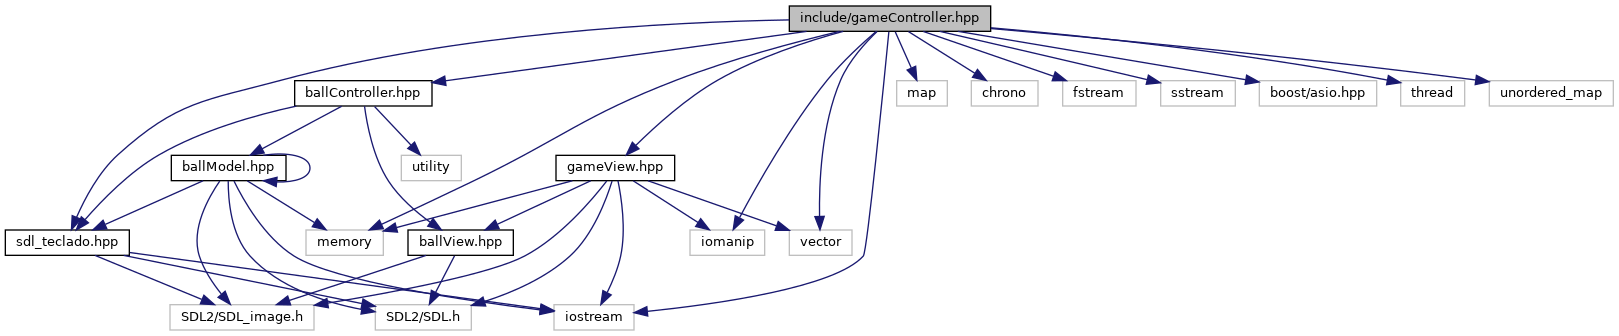 include/gameController.hpp
ballController.hpp
map
chrono
fstream
sstream
boost/asio.hpp
thread
unordered_map
ballModel.hpp
utility
gameView.hpp
sdl_teclado.hpp
memory
ballView.hpp
iomanip
vector
SDL2/SDL_image.h
SDL2/SDL.h
iostream